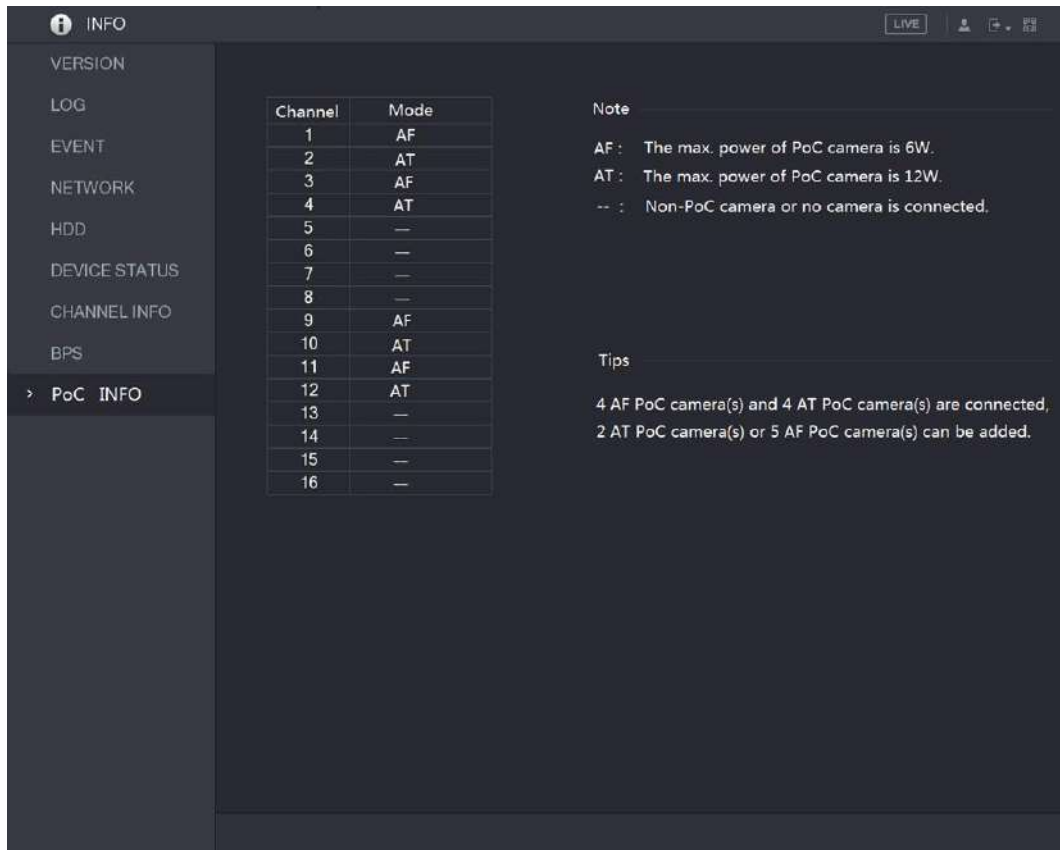 INFO
LIVE
VERSION
LOG
EVENT
NETWORK
HDD
DEVICE STATUS
CHANNEL INFO
BPS
> PoC INFO
Channel Mode
1 AF
2 AT
3 AF
4 AT
5 —
6 —
7 —
8 —
9 AF
10 AT
11 AF
12 AT
13 —
14 —
15 —
16 —
Note
AF : The max. power of PoC camera is 6W.
AT : The max. power of PoC camera is 12W.
-- : Non-PoC camera or no camera is connected.
Tips
4 AF PoC camera(s) and 4 AT PoC camera(s) are connected,
2 AT PoC camera(s) or 5 AF PoC camera(s) can be added.